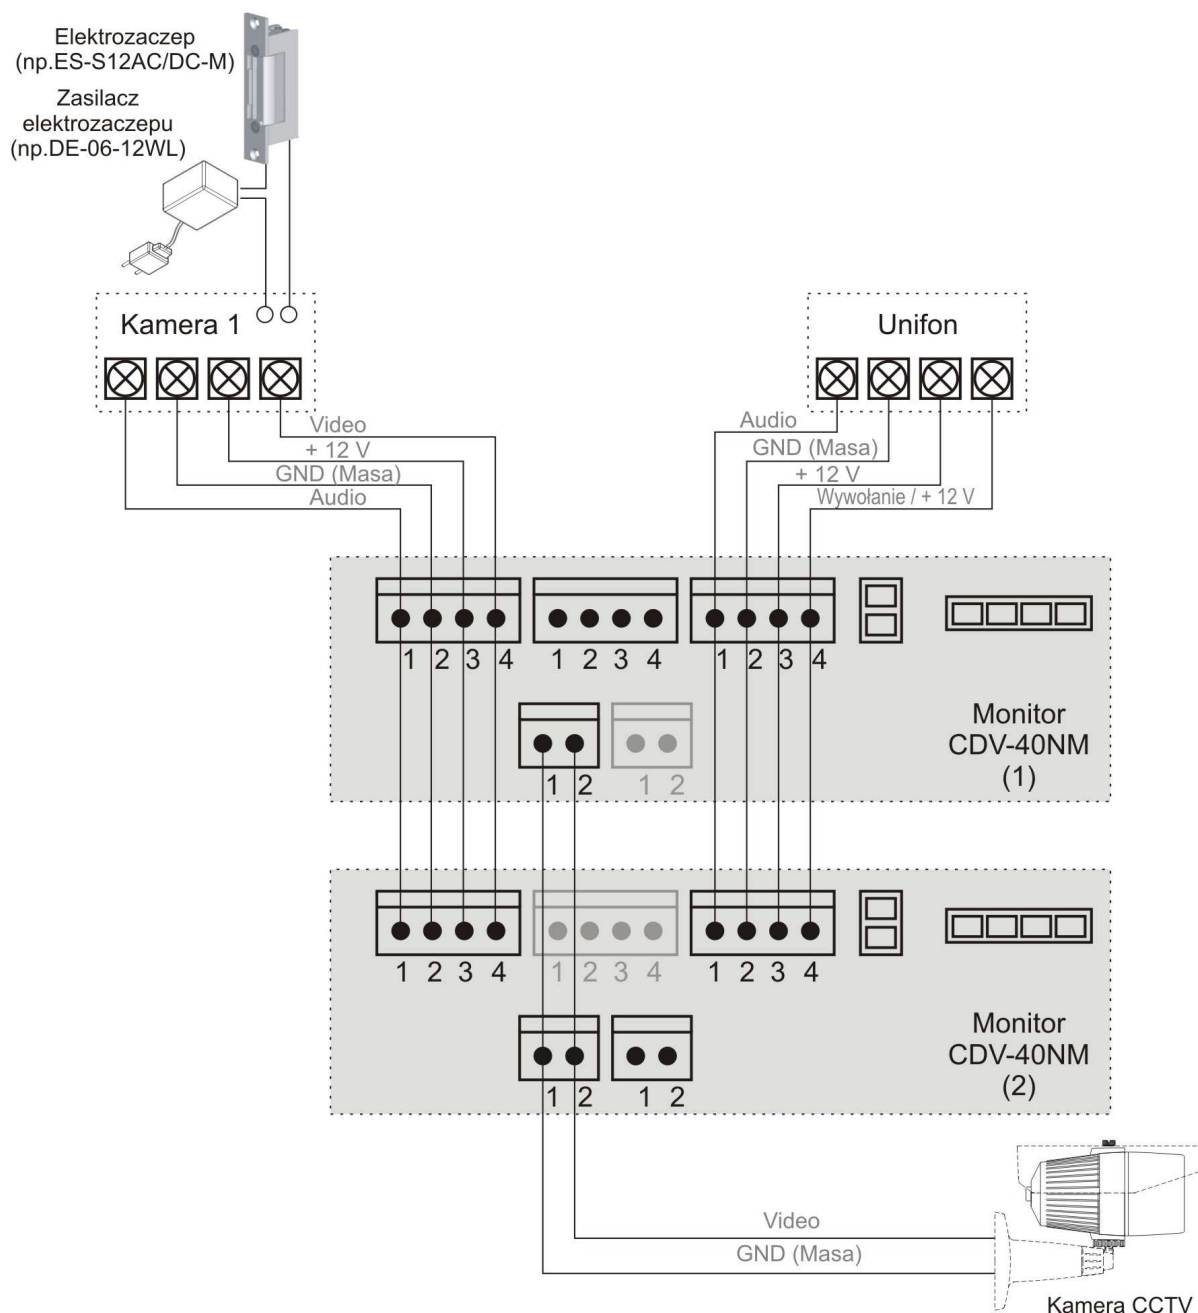 Elektrozaczep
(np.ES-S12AC/DC-M)
Zasilacz
elektrozaczepu
(np.DE-06-12WL)
Kamera 1
Unifon
Video
+ 12 V
GND (Masa)
Audio
Audio
GND (Masa)
+ 12 V
Wywołanie / + 12 V
1 2 3 4
1 2 3 4
1 2 3 4
1 2
1 2
Monitor
CDV-40NM
(1)
1 2 3 4
1 2 3 4
1 2 3 4
1 2
1 2
Monitor
CDV-40NM
(2)
Video
GND (Masa)
Kamera CCTV